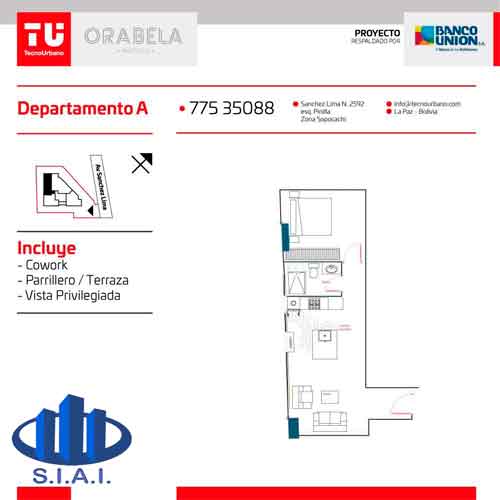 TU
TecnoUrbano
ORABELA
PROYECTO
RESPALDADO POR
BANCO
UNION S.A.
Departamento A
• 775 35088
• Sanchez Lima N. 2592
esq. Pinilla
Zona Sopocachi
• info@tecnourbano.com
• La Paz - Bolivia
Av Sanchez Lima
Incluye
- Cowork
- Parrillero / Terraza
- Vista Privilegiada
S.I.A.I.